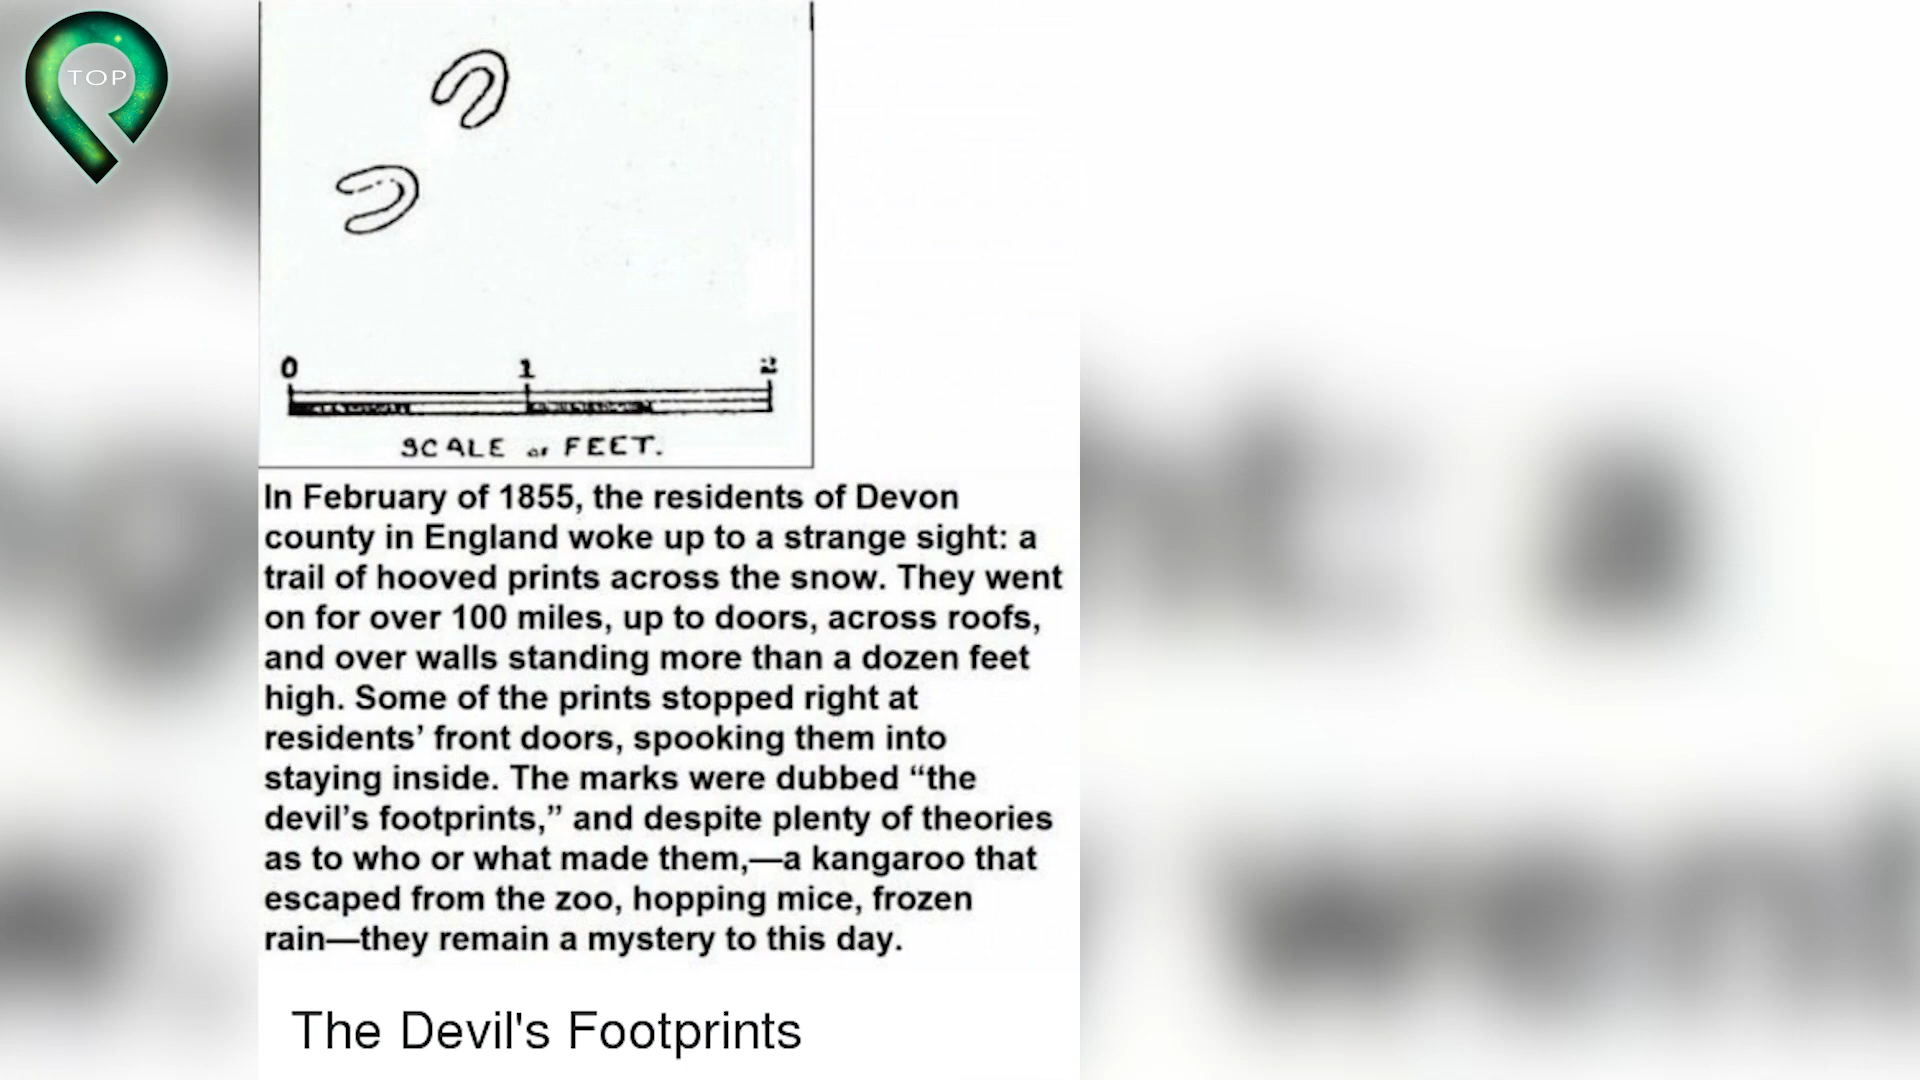 TOP
0 1 2
SCALE of FEET.
In February of 1855, the residents of Devon
county in England woke up to a strange sight: a
trail of hooved prints across the snow. They went
on for over 100 miles, up to doors, across roofs,
and over walls standing more than a dozen feet
high. Some of the prints stopped right at
residents’ front doors, spooking them into
staying inside. The marks were dubbed “the
devil’s footprints,” and despite plenty of theories
as to who or what made them,—a kangaroo that
escaped from the zoo, hopping mice, frozen
rain—they remain a mystery to this day.
The Devil's Footprints